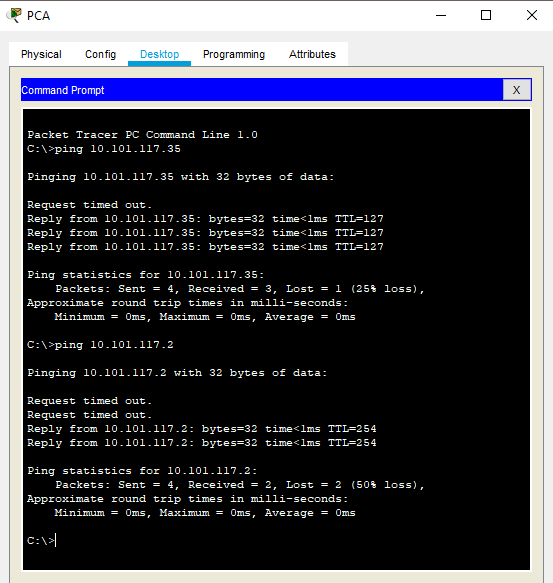 PCA
Physical Config Desktop Programming Attributes
Command Prompt
X
Packet Tracer PC Command Line 1.0
C:\>ping 10.101.117.35
Pinging 10.101.117.35 with 32 bytes of data:
Request timed out.
Reply from 10.101.117.35: bytes=32 time<1ms TTL=127
Reply from 10.101.117.35: bytes=32 time<1ms TTL=127
Reply from 10.101.117.35: bytes=32 time<1ms TTL=127
Ping statistics for 10.101.117.35:
    Packets: Sent = 4, Received = 3, Lost = 1 (25% loss),
Approximate round trip times in milli-seconds:
    Minimum = 0ms, Maximum = 0ms, Average = 0ms
C:\>ping 10.101.117.2
Pinging 10.101.117.2 with 32 bytes of data:
Request timed out.
Request timed out.
Reply from 10.101.117.2: bytes=32 time<1ms TTL=254
Reply from 10.101.117.2: bytes=32 time<1ms TTL=254
Ping statistics for 10.101.117.2:
    Packets: Sent = 4, Received = 2, Lost = 2 (50% loss),
Approximate round trip times in milli-seconds:
    Minimum = 0ms, Maximum = 0ms, Average = 0ms
C:\>